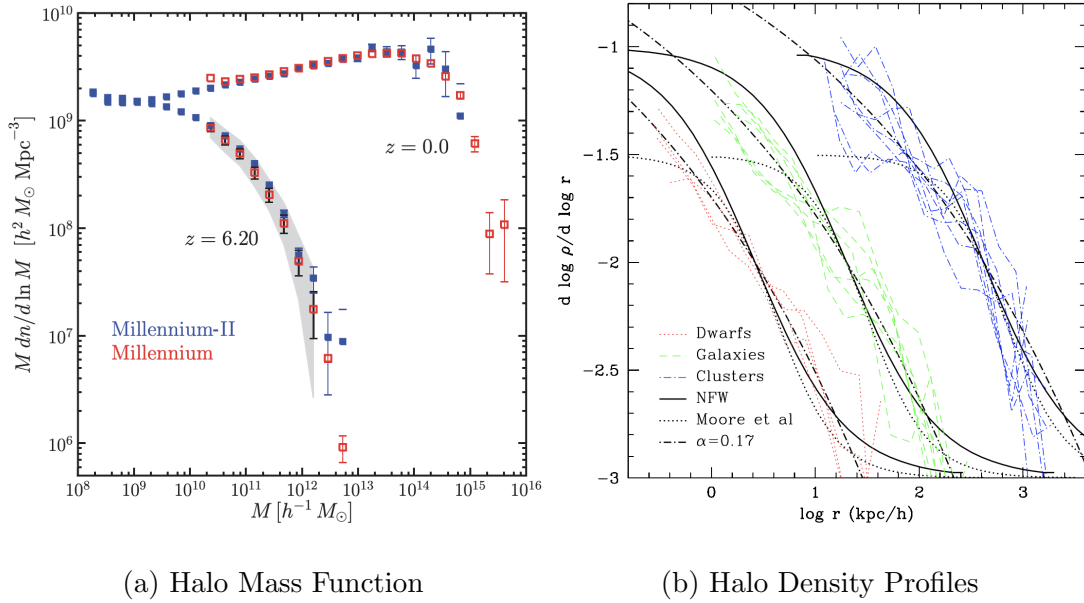 10^10
10^9
10^8
10^7
10^6
M dn/d ln M [h^2 M_⊙ Mpc^−3]
z = 0.0
z = 6.20
Millennium-II
Millennium
10^8 10^9 10^10 10^11 10^12 10^13 10^14 10^15 10^16
M [h^−1 M_⊙]
−1
−1.5
−2
−2.5
−3
d log ρ/d log r
Dwarfs
Galaxies
Clusters
NFW
Moore et al
α=0.17
0 1 2 3
log r (kpc/h)
(a) Halo Mass Function
(b) Halo Density Profiles